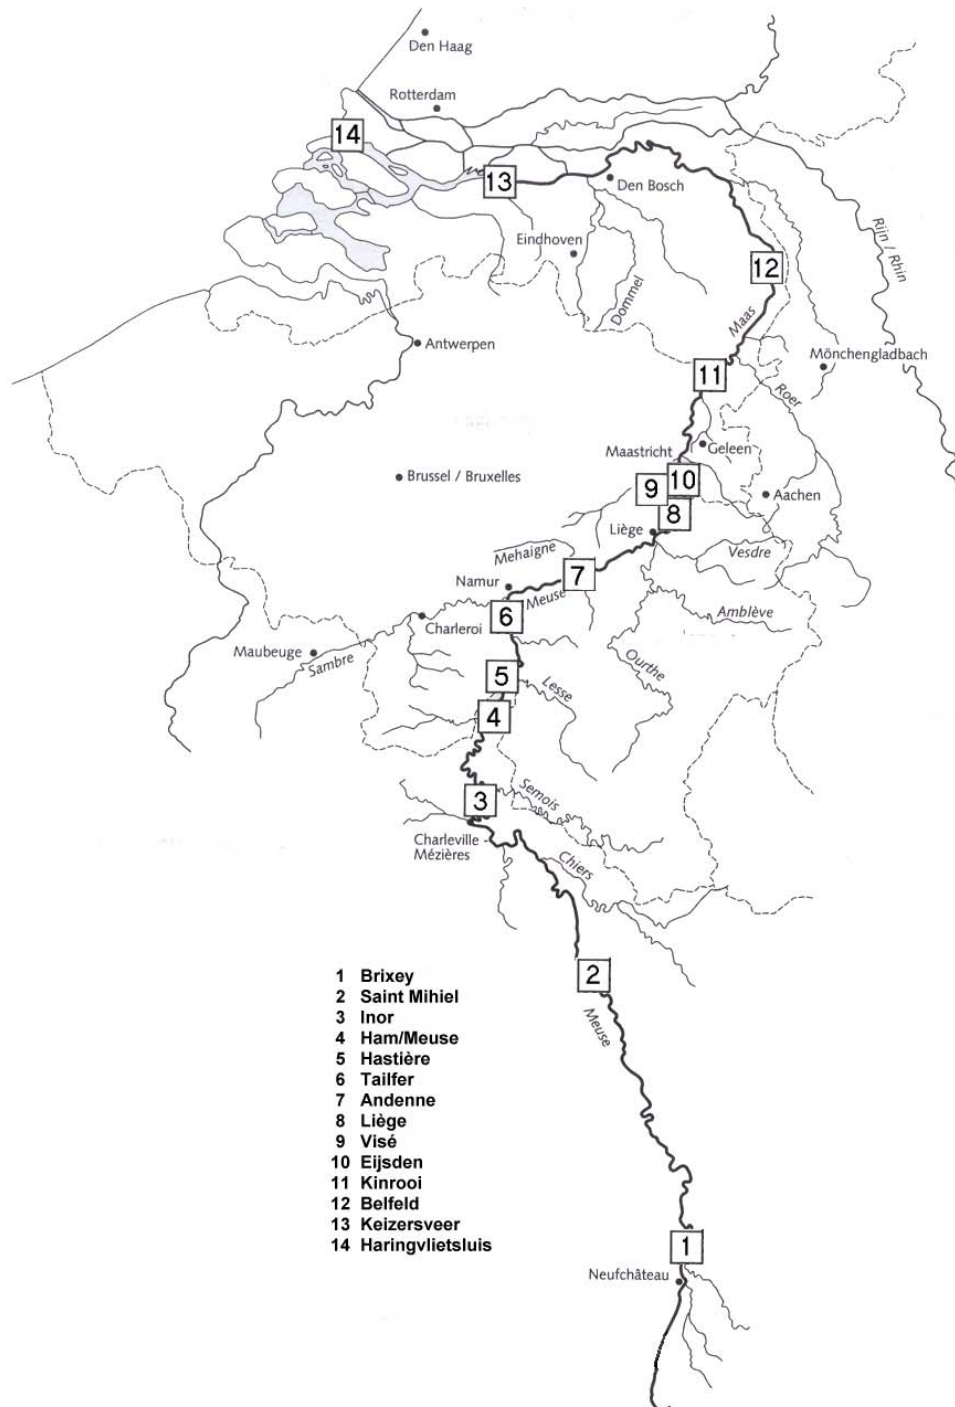 Den Haag
Rotterdam
14
13
Den Bosch
Rijn / Rhin
Eindhoven
12
Dommel
Maas
Antwerpen
Mönchengladbach
11
Roer
Maastricht
Geleen
Brussel / Bruxelles
9
10
Aachen
8
Liège
Mehaigne
Vesdre
7
Namur
Meuse
6
Amblève
Charleroi
Maubeuge
Sambre
Ourthe
5
Lesse
4
Semois
3
Charleville
Mézières
Chiers
2
Meuse
1 Brixey
2 Saint Mihiel
3 Inor
4 Ham/Meuse
5 Hastière
6 Tailfer
7 Andenne
8 Liège
9 Visé
10 Eijsden
11 Kinrooi
12 Belfeld
13 Keizersveer
14 Haringvlietsluis
1
Neufchâteau